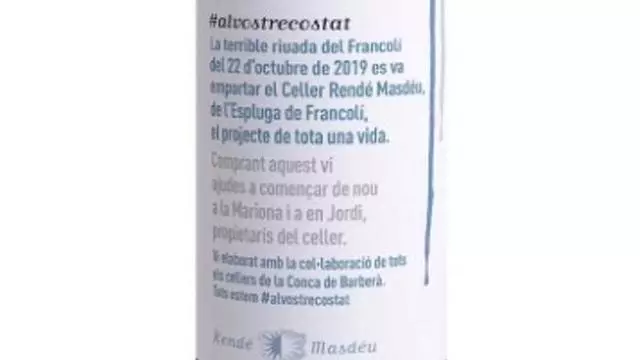 #alvostrecostat
La terrible riuada del Francolí
del 22 d'octubre de 2019 es va
emportar el Celler Rendé Masdéu,
de l'Espluga de Francolí,
el projecte de tota una vida.
Comprant aquest vi
ajudes a començar de nou
a la Mariona i a en Jordi,
propietaris del celler.
Vi elaborat amb la col·laboració de tots
els cellers de la Conca de Barberà.
Tots estem #alvostrecostat
Rendé Masdéu